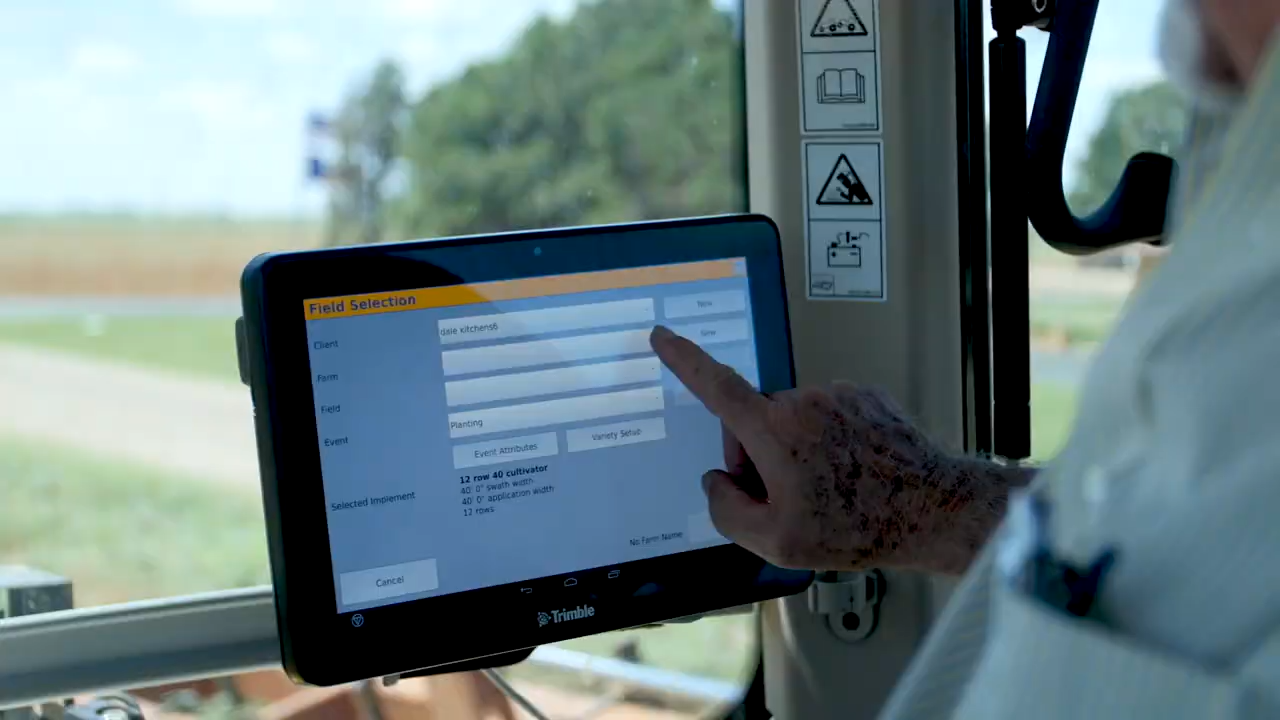 Field Selection
Client
dale kitchens6
New
Farm
New
Field
Event
Planting
Event Attributes
Variety Setup
Selected Implement
12 row 40 cultivator
40' 0" swath width
40' 0" application width
12 rows
No Farm Name
Cancel
Trimble